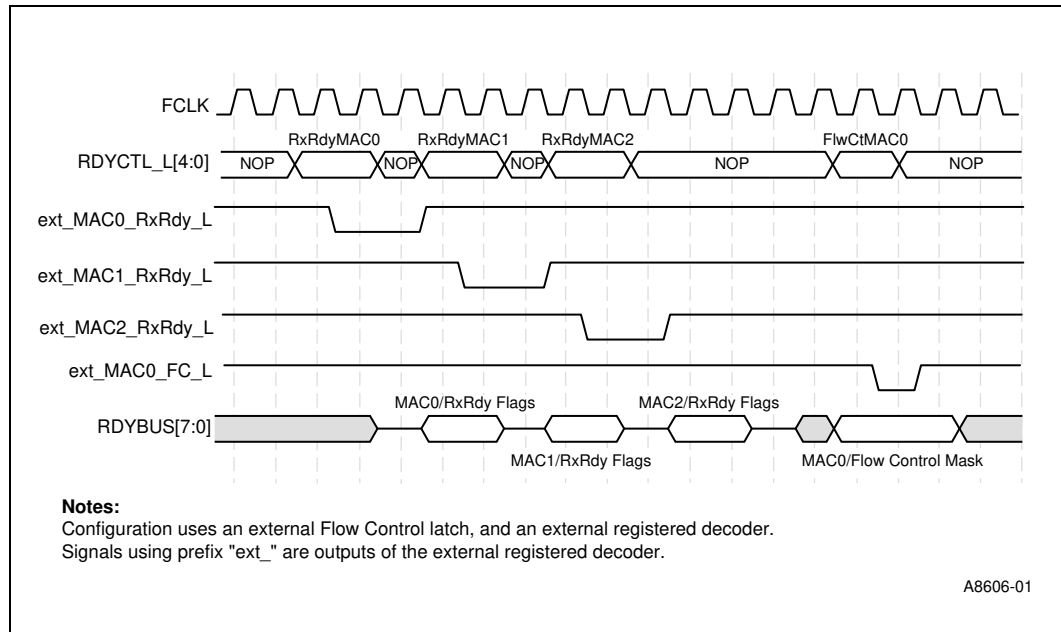 FCLK
RxRdyMAC0 RxRdyMAC1 RxRdyMAC2 FlwCtMAC0
RDYCTL_L[4:0] NOP NOP NOP NOP NOP
ext_MAC0_RxRdy_L
ext_MAC1_RxRdy_L
ext_MAC2_RxRdy_L
ext_MAC0_FC_L
MAC0/RxRdy Flags MAC2/RxRdy Flags
RDYBUS[7:0]
MAC1/RxRdy Flags MAC0/Flow Control Mask
Notes:
Configuration uses an external Flow Control latch, and an external registered decoder.
Signals using prefix "ext_" are outputs of the external registered decoder.
A8606-01